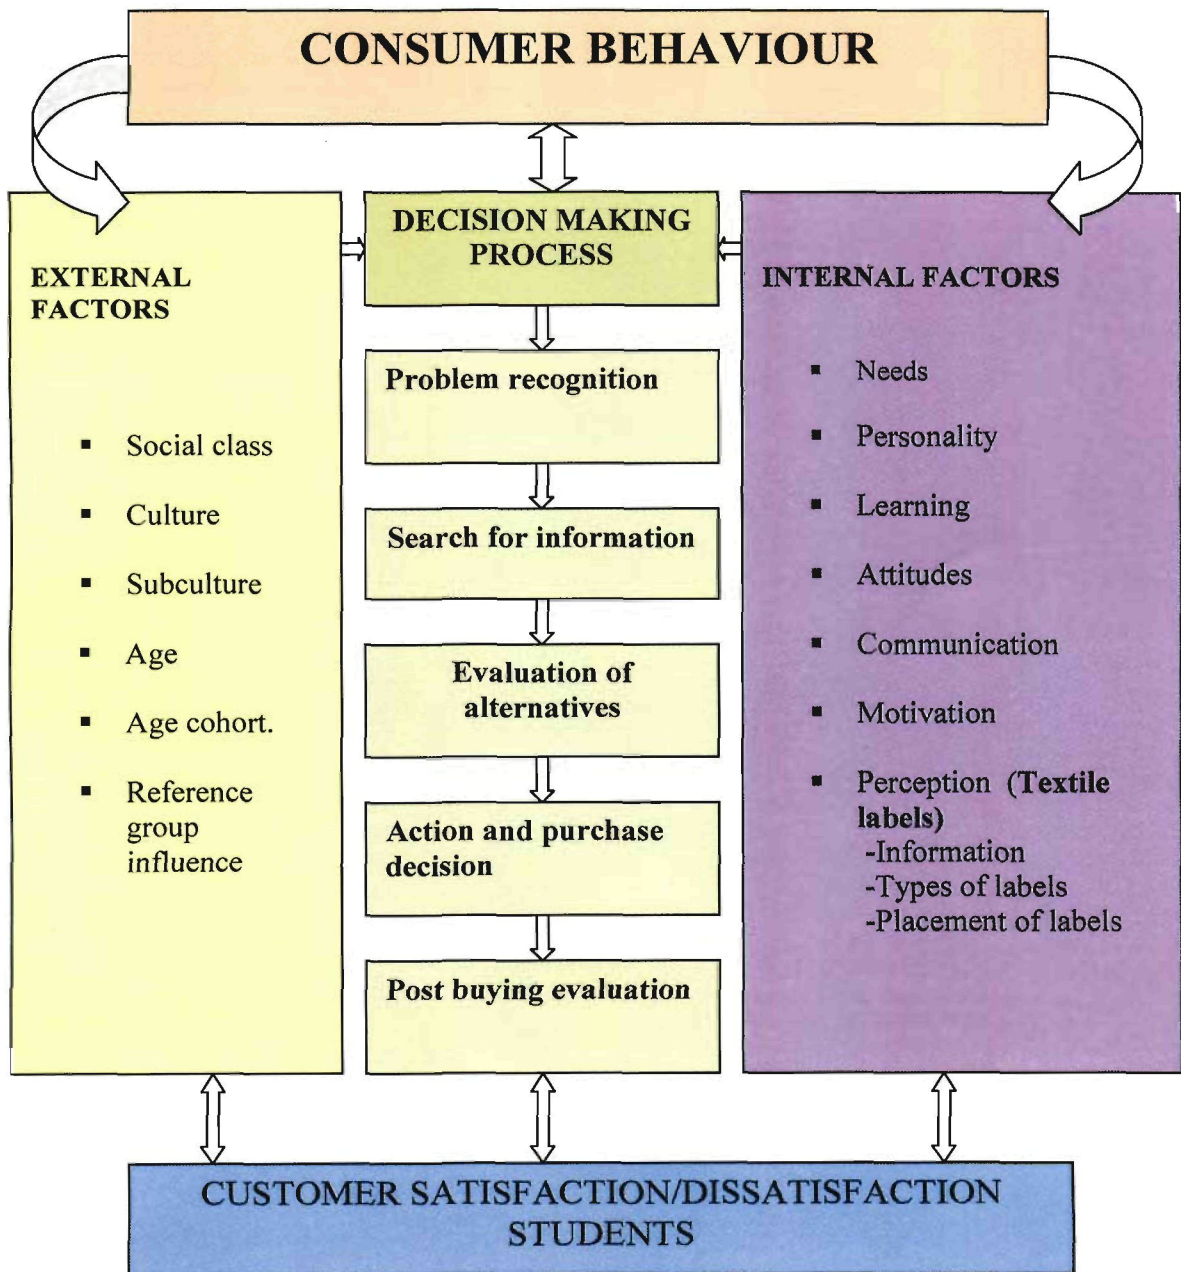 CONSUMER BEHAVIOUR
EXTERNAL
FACTORS
▪ Social class
▪ Culture
▪ Subculture
▪ Age
▪ Age cohort.
▪ Reference
group
influence
DECISION MAKING
PROCESS
Problem recognition
Search for information
Evaluation of
alternatives
Action and purchase
decision
Post buying evaluation
INTERNAL FACTORS
▪ Needs
▪ Personality
▪ Learning
▪ Attitudes
▪ Communication
▪ Motivation
▪ Perception (Textile
labels)
-Information
-Types of labels
-Placement of labels
CUSTOMER SATISFACTION/DISSATISFACTION
STUDENTS